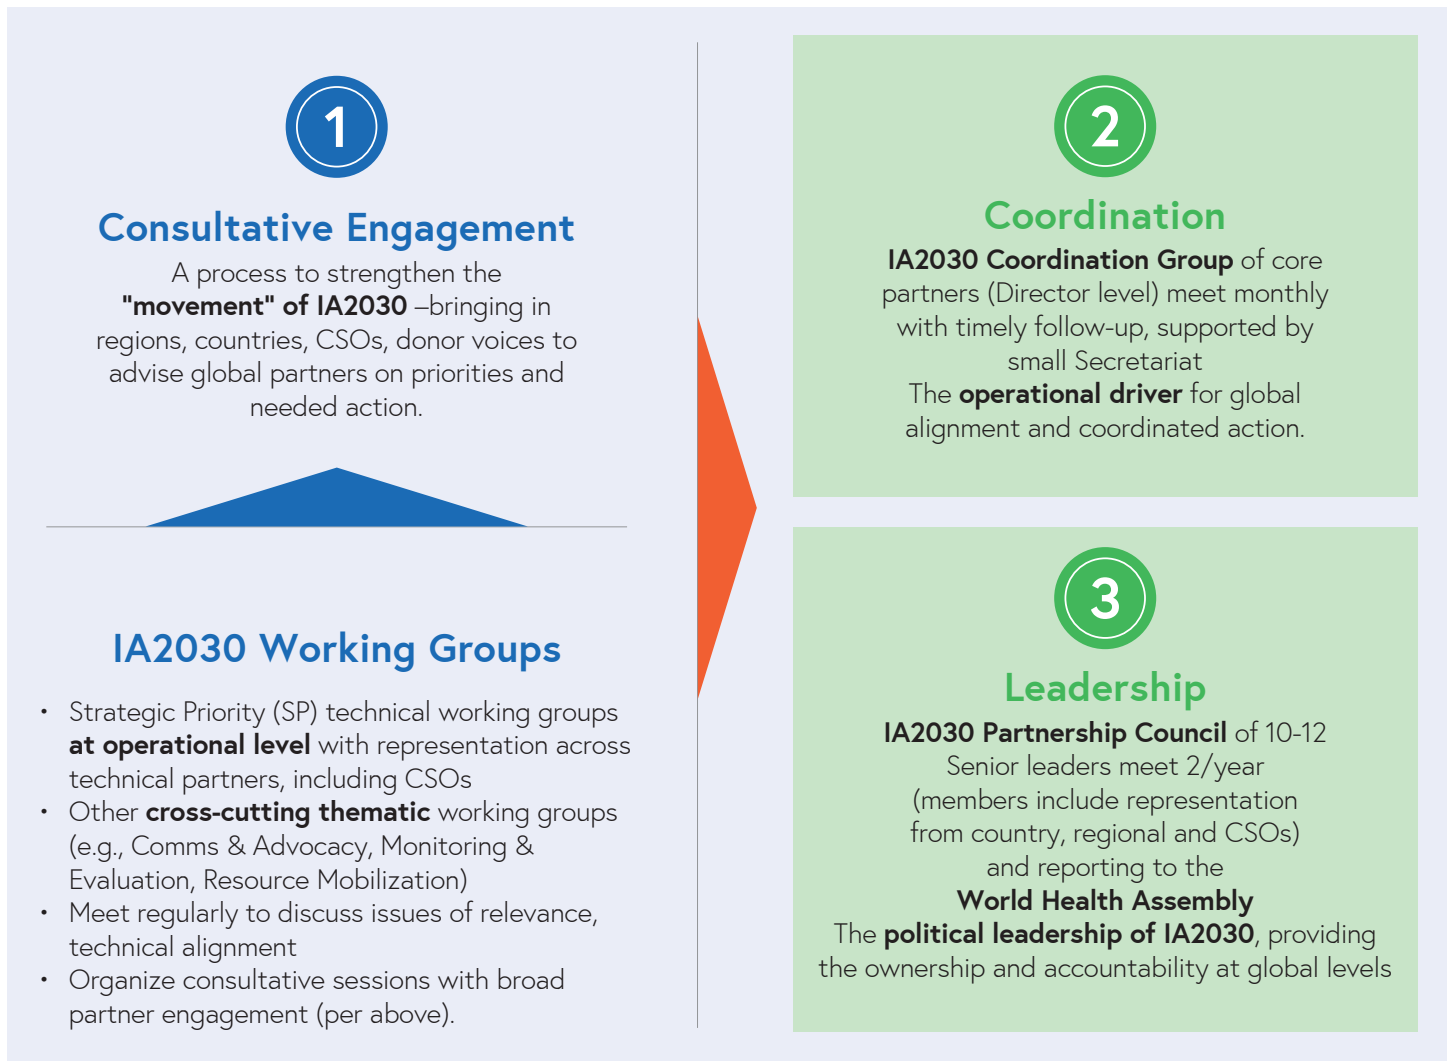 1
Consultative Engagement
A process to strengthen the
"movement" of IA2030 –bringing in
regions, countries, CSOs, donor voices to
advise global partners on priorities and
needed action.
IA2030 Working Groups
• Strategic Priority (SP) technical working groups
at operational level with representation across
technical partners, including CSOs
• Other cross-cutting thematic working groups
(e.g., Comms & Advocacy, Monitoring &
Evaluation, Resource Mobilization)
• Meet regularly to discuss issues of relevance,
technical alignment
• Organize consultative sessions with broad
partner engagement (per above).
2
Coordination
IA2030 Coordination Group of core
partners (Director level) meet monthly
with timely follow-up, supported by
small Secretariat
The operational driver for global
alignment and coordinated action.
3
Leadership
IA2030 Partnership Council of 10-12
Senior leaders meet 2/year
(members include representation
from country, regional and CSOs)
and reporting to the
World Health Assembly
The political leadership of IA2030, providing
the ownership and accountability at global levels